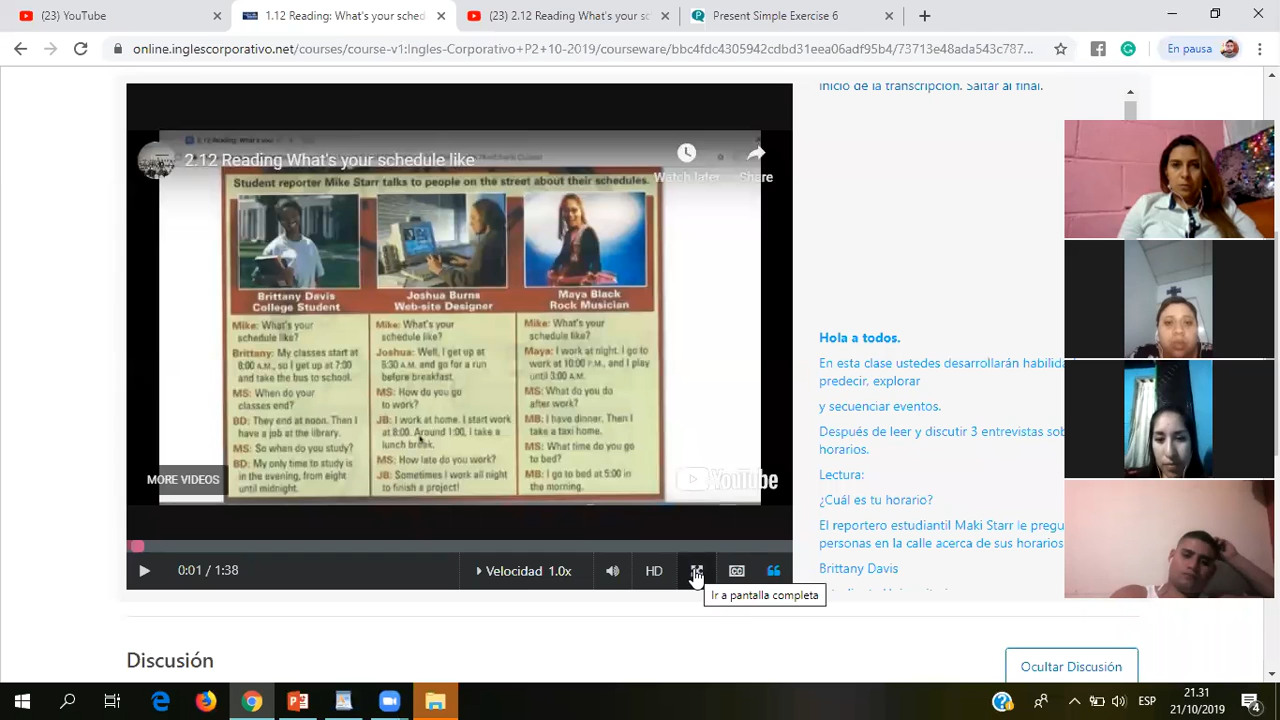 (23) YouTube
1.12 Reading: What's your sched
(23) 2.12 Reading What's your sc
Present Simple Exercise 6
online.inglescorporativo.net/courses/course-v1:Ingles-Corporativo+P2+10-2019/courseware/bbc4fdc4305942cdbd31eea06adf95b4/73713e48ada543c787...
En pausa
Inicio de la transcripción. Saltar al final.
2.12 Reading What's your schedule like
Watch later
Share
Student reporter Mike Starr talks to people on the street about their schedules.
Brittany Davis
College Student
Mike: What's your
schedule like?
Brittany: My classes start at
8:00 A.M., so I get up at 7:00
and take the bus to school.
MS: When do your
classes end?
BD: They end at noon. Then I
have a job at the library.
MS: So when do you study?
BD: My only time to study is
in the evening, from eight
until midnight.
Joshua Burns
Web-site Designer
Mike: What's your
schedule like?
Joshua: Well, I get up at
6:30 A.M. and go for a run
before breakfast.
MS: How do you go
to work?
JB: I work at home. I start work
at 8:00. Around 1:00, I take a
lunch break.
MS: How late do you work?
JB: Sometimes I work all night
to finish a project!
Maya Black
Rock Musician
Mike: What's your
schedule like?
Maya: I work at night. I go to
work at 10:00 P.M., and I play
until 3:00 A.M.
MS: What do you do
after work?
MB: I have dinner. Then I
take a taxi home.
MS: What time do you go
to bed?
MB: I go to bed at 5:00 in
the morning.
MORE VIDEOS
YouTube
0:01 / 1:38
Velocidad 1.0x
HD
CC
Ir a pantalla completa
Hola a todos.
En esta clase ustedes desarrollarán habilida
predecir, explorar
y secuenciar eventos.
Después de leer y discutir 3 entrevistas sob
horarios.
Lectura:
¿Cuál es tu horario?
El reportero estudiantil Maki Starr le pregu
personas en la calle acerca de sus horarios
Brittany Davis
Discusión
Ocultar Discusión
ESP
21.31
21/10/2019
4